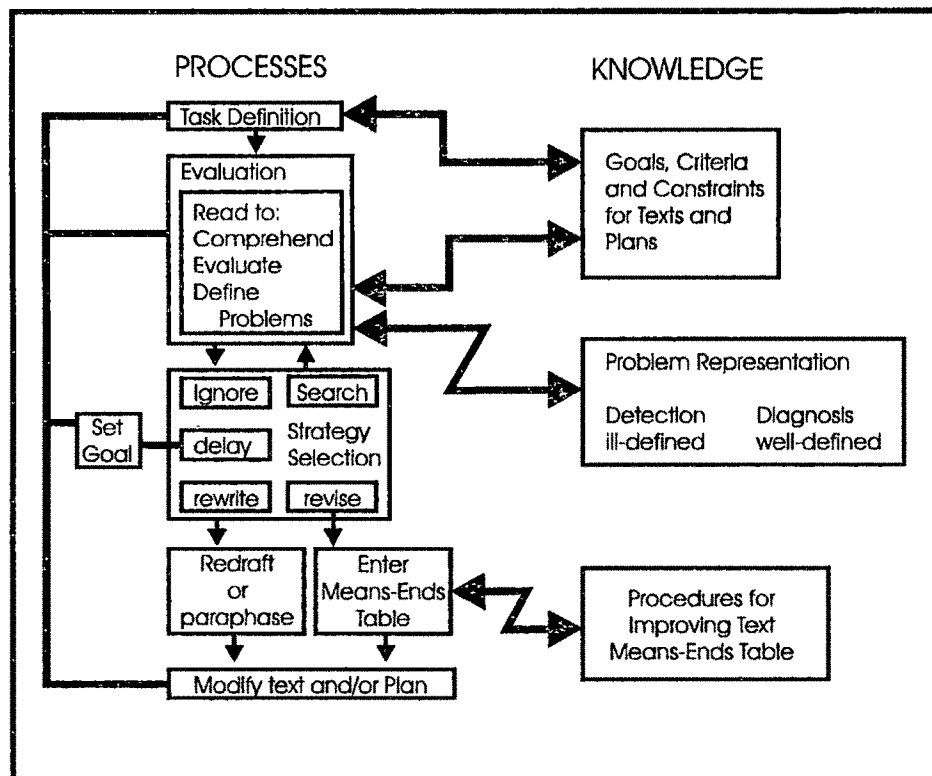 PROCESSES
KNOWLEDGE
Task Definition
Evaluation
Read to:
Comprehend
Evaluate
Define
Problems
Goals, Criteria
and Constraints
for Texts and
Plans
Ignore
Search
Set
Goal
delay
Strategy
Selection
rewrite
revise
Problem Representation
Detection
ill-defined
Diagnosis
well-defined
Redraft
or
paraphase
Enter
Means-Ends
Table
Procedures for
Improving Text
Means-Ends Table
Modify text and/or Plan